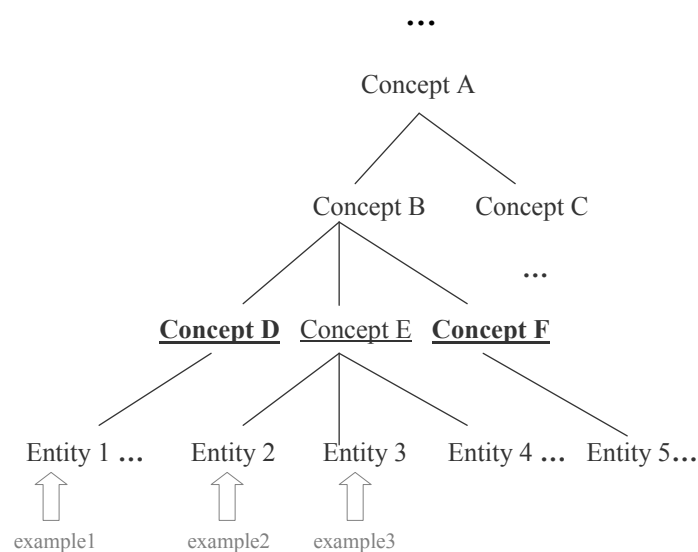 ...
Concept A
Concept B Concept C
...
Concept D Concept E Concept F
Entity 1 ... Entity 2 Entity 3 Entity 4 ... Entity 5...
example1 example2 example3